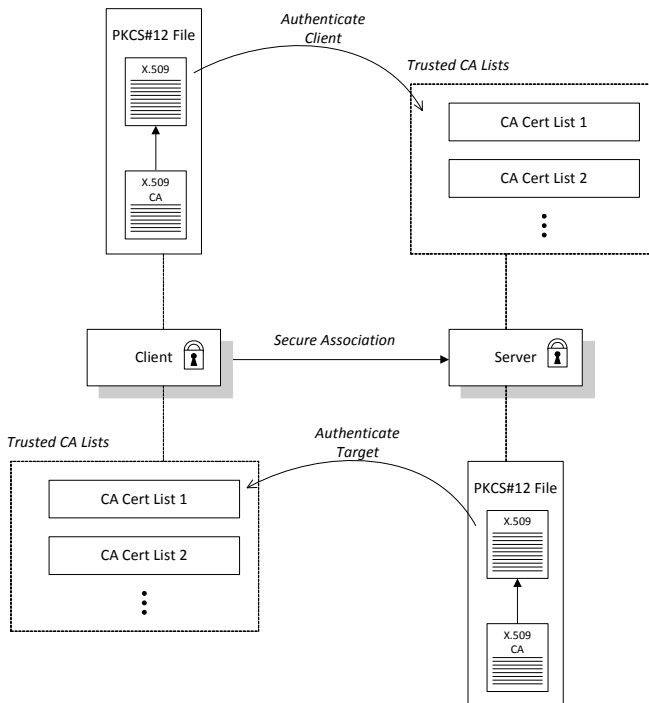 PKCS#12 File
X.509
X.509
CA
Authenticate
Client
Trusted CA Lists
CA Cert List 1
CA Cert List 2
Client
Secure Association
Server
Trusted CA Lists
CA Cert List 1
CA Cert List 2
Authenticate
Target
PKCS#12 File
X.509
X.509
CA